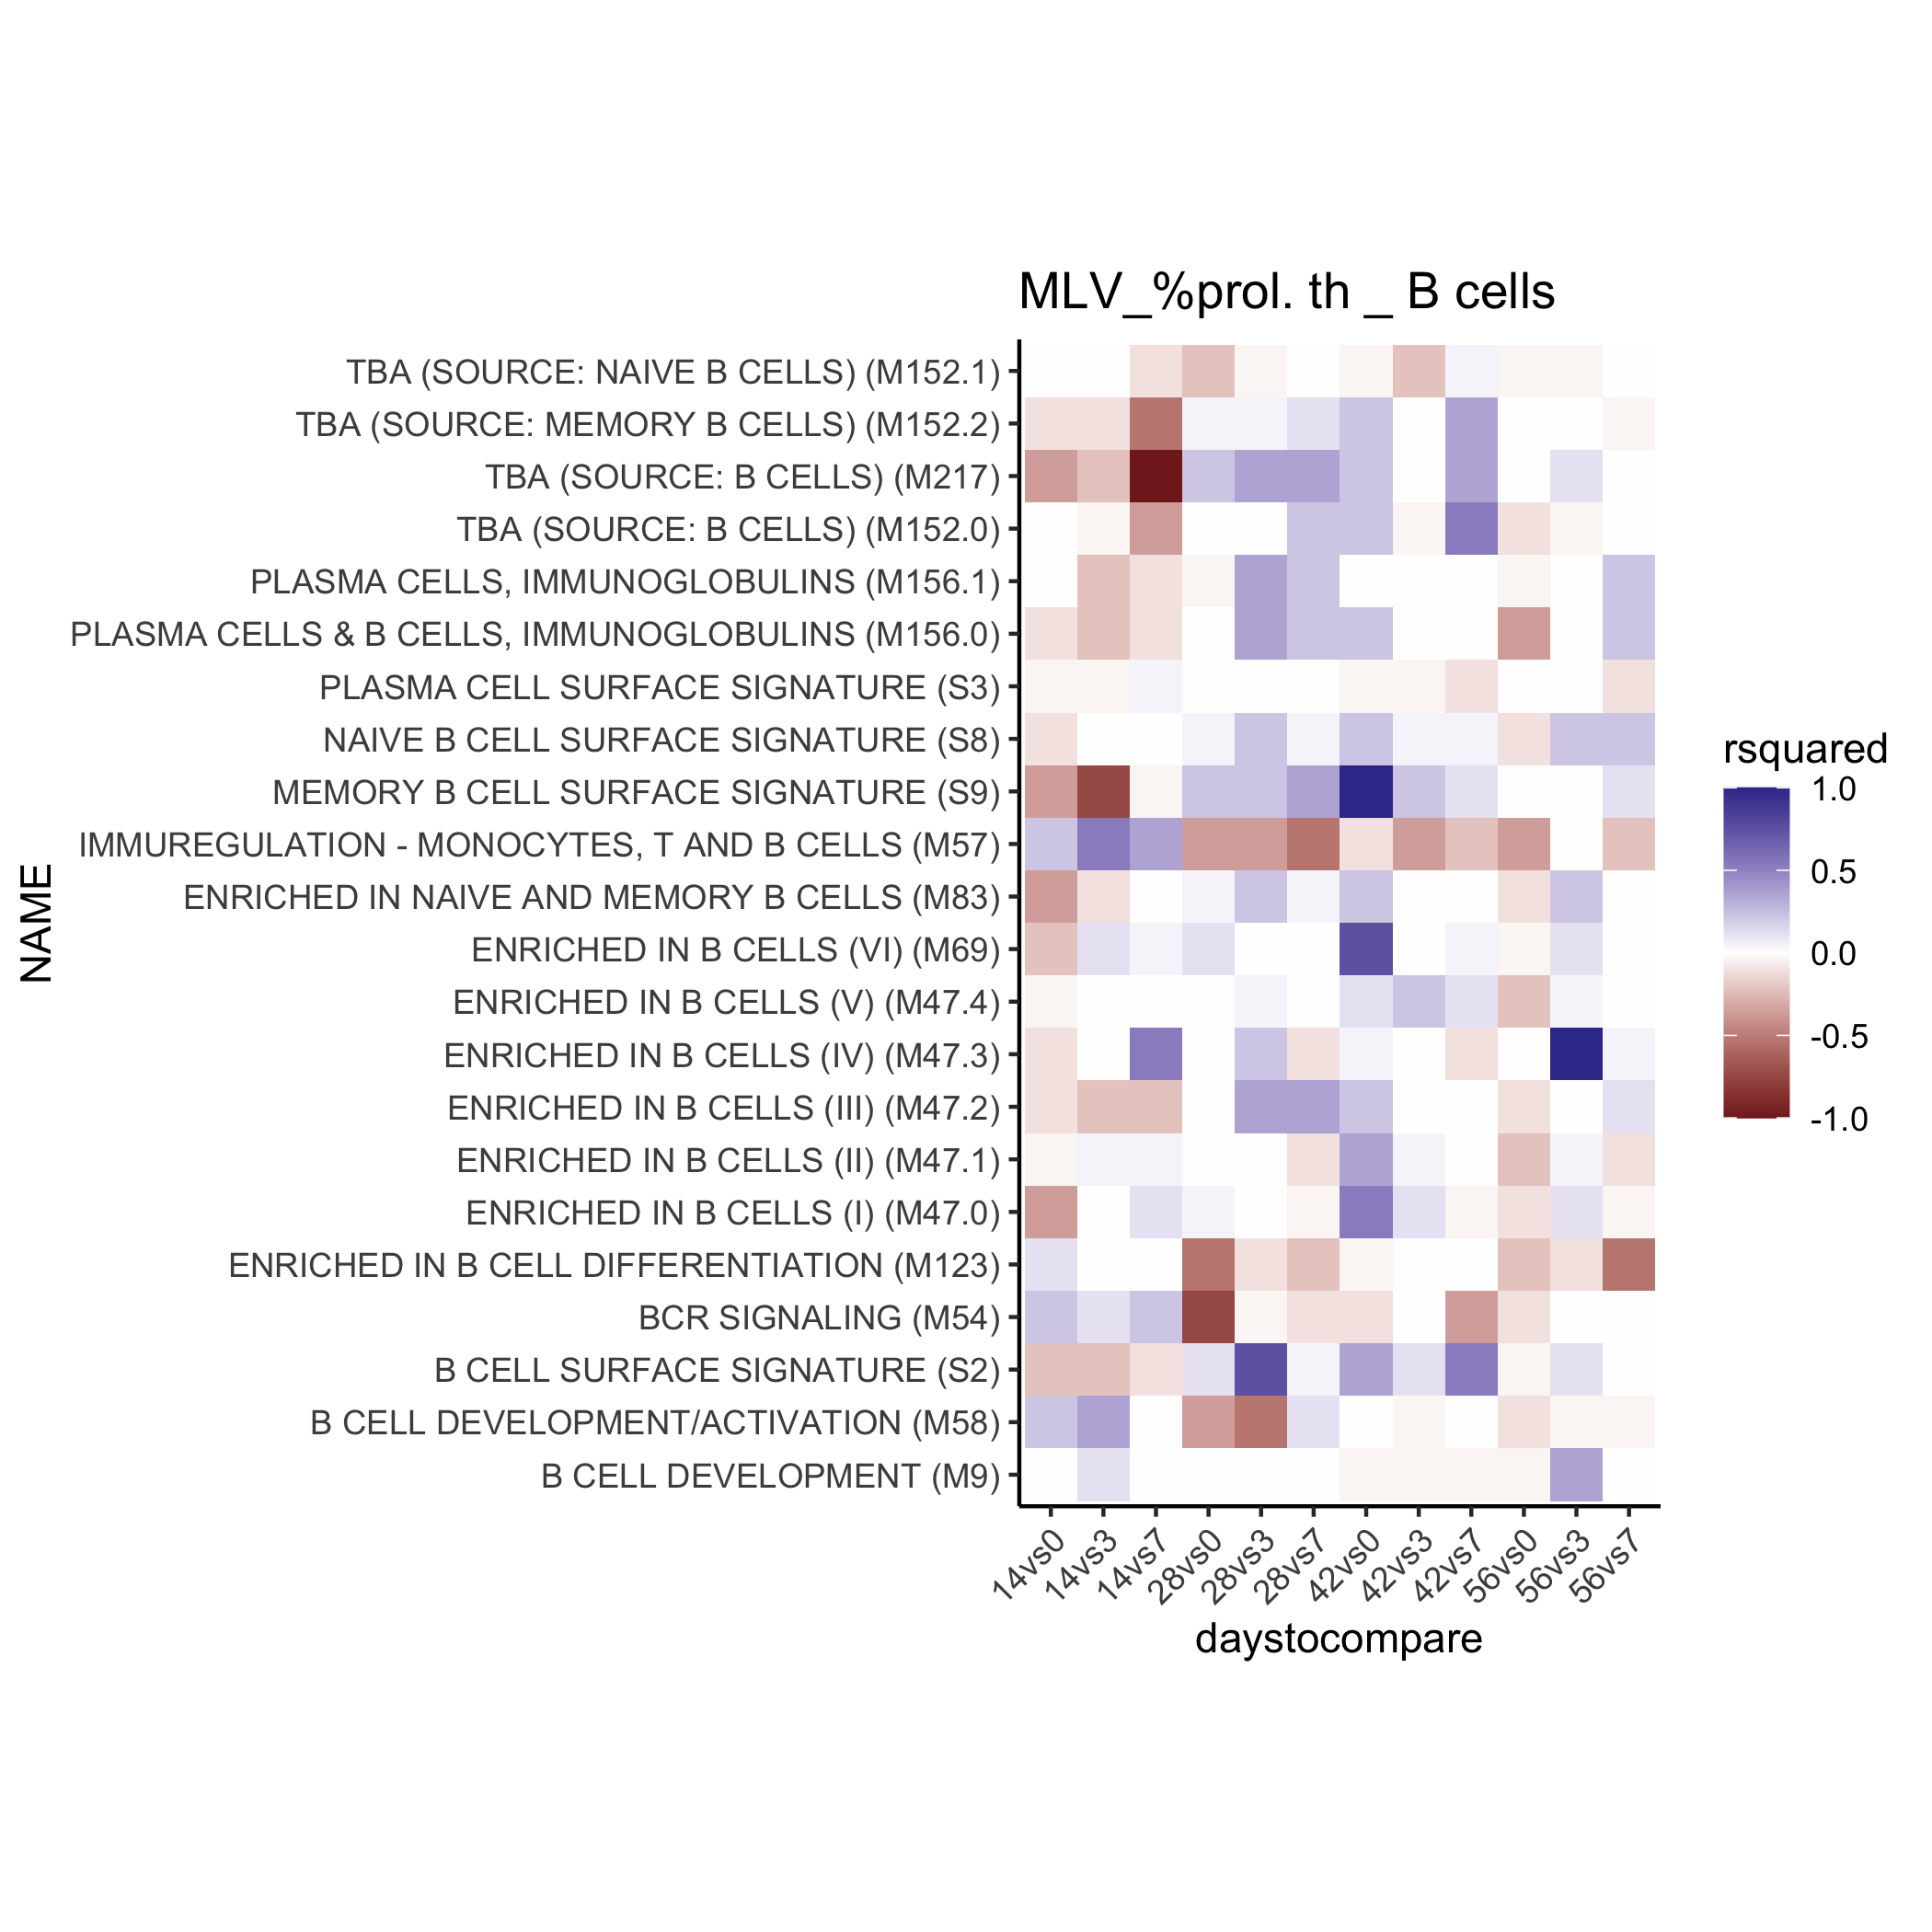 MLV_%prol. th _ B cells
TBA (SOURCE: NAIVE B CELLS) (M152.1)
TBA (SOURCE: MEMORY B CELLS) (M152.2)
TBA (SOURCE: B CELLS) (M217)
TBA (SOURCE: B CELLS) (M152.0)
PLASMA CELLS, IMMUNOGLOBULINS (M156.1)
PLASMA CELLS & B CELLS, IMMUNOGLOBULINS (M156.0)
PLASMA CELL SURFACE SIGNATURE (S3)
NAIVE B CELL SURFACE SIGNATURE (S8)
MEMORY B CELL SURFACE SIGNATURE (S9)
IMMUREGULATION - MONOCYTES, T AND B CELLS (M57)
ENRICHED IN NAIVE AND MEMORY B CELLS (M83)
ENRICHED IN B CELLS (VI) (M69)
ENRICHED IN B CELLS (V) (M47.4)
ENRICHED IN B CELLS (IV) (M47.3)
ENRICHED IN B CELLS (III) (M47.2)
ENRICHED IN B CELLS (II) (M47.1)
ENRICHED IN B CELLS (I) (M47.0)
ENRICHED IN B CELL DIFFERENTIATION (M123)
BCR SIGNALING (M54)
B CELL SURFACE SIGNATURE (S2)
B CELL DEVELOPMENT/ACTIVATION (M58)
B CELL DEVELOPMENT (M9)
NAME
14vs0
14vs3
14vs7
28vs0
28vs3
28vs7
42vs0
42vs3
42vs7
56vs0
56vs3
56vs7
daystocompare
rsquared
1.0
0.5
0.0
-0.5
-1.0